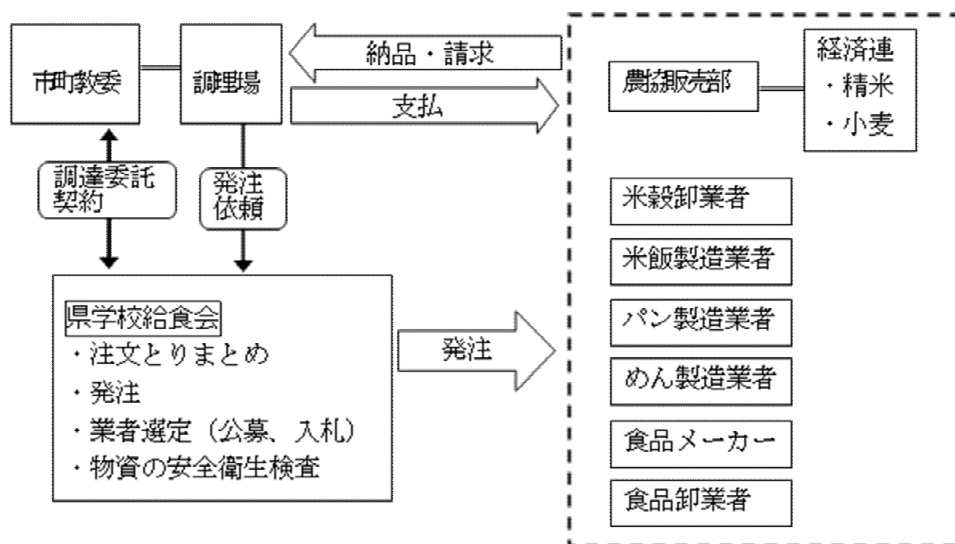 市町教委
調理場
納品・請求
支払
農協販売部
経済連
・精米
・小麦
調達委託
契約
発注
依頼
米穀卸業者
米飯製造業者
パン製造業者
めん製造業者
食品メーカー
食品卸業者
県学校給食会
・注文とりまとめ
・発注
・業者選定（公募、入札）
・物資の安全衛生検査
発注